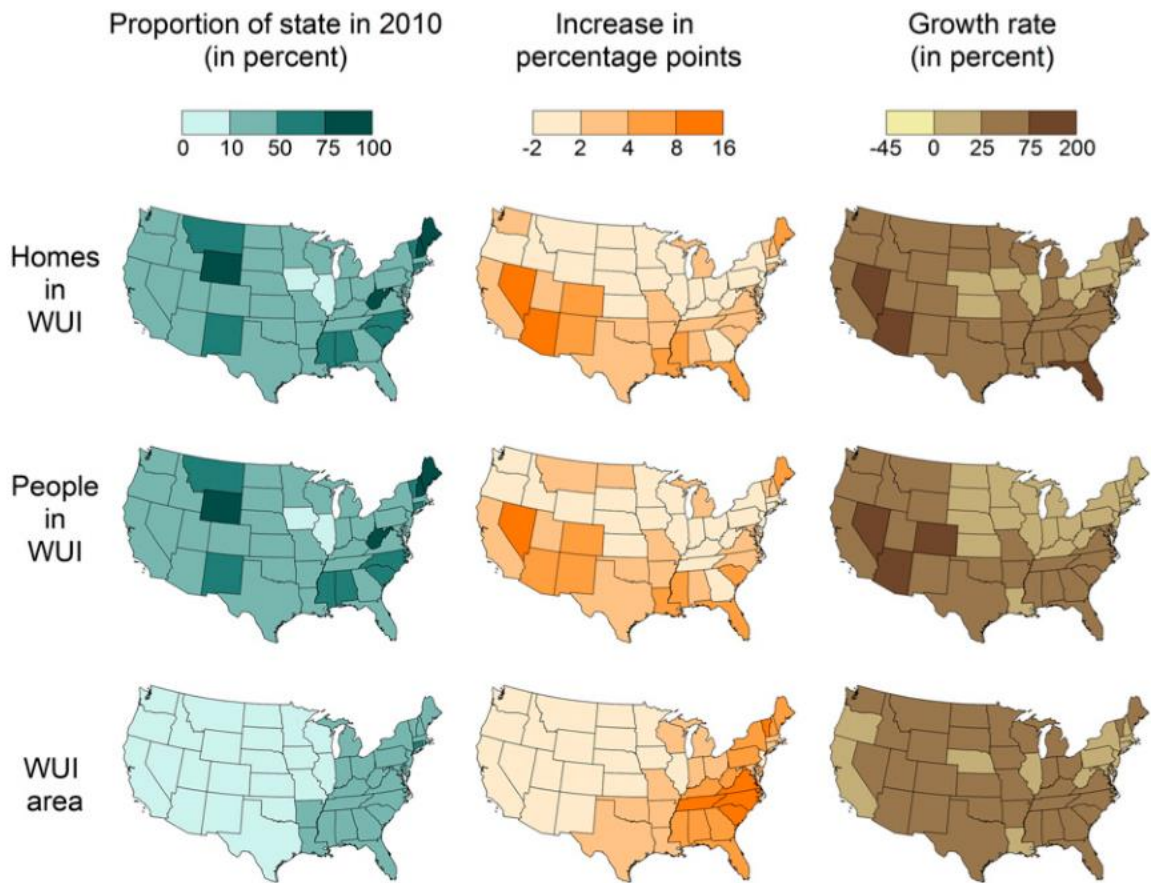 Proportion of state in 2010
(in percent)
Increase in
percentage points
Growth rate
(in percent)
0 10 50 75 100
-2 2 4 8 16
-45 0 25 75 200
Homes
in
WUI
People
in
WUI
WUI
area